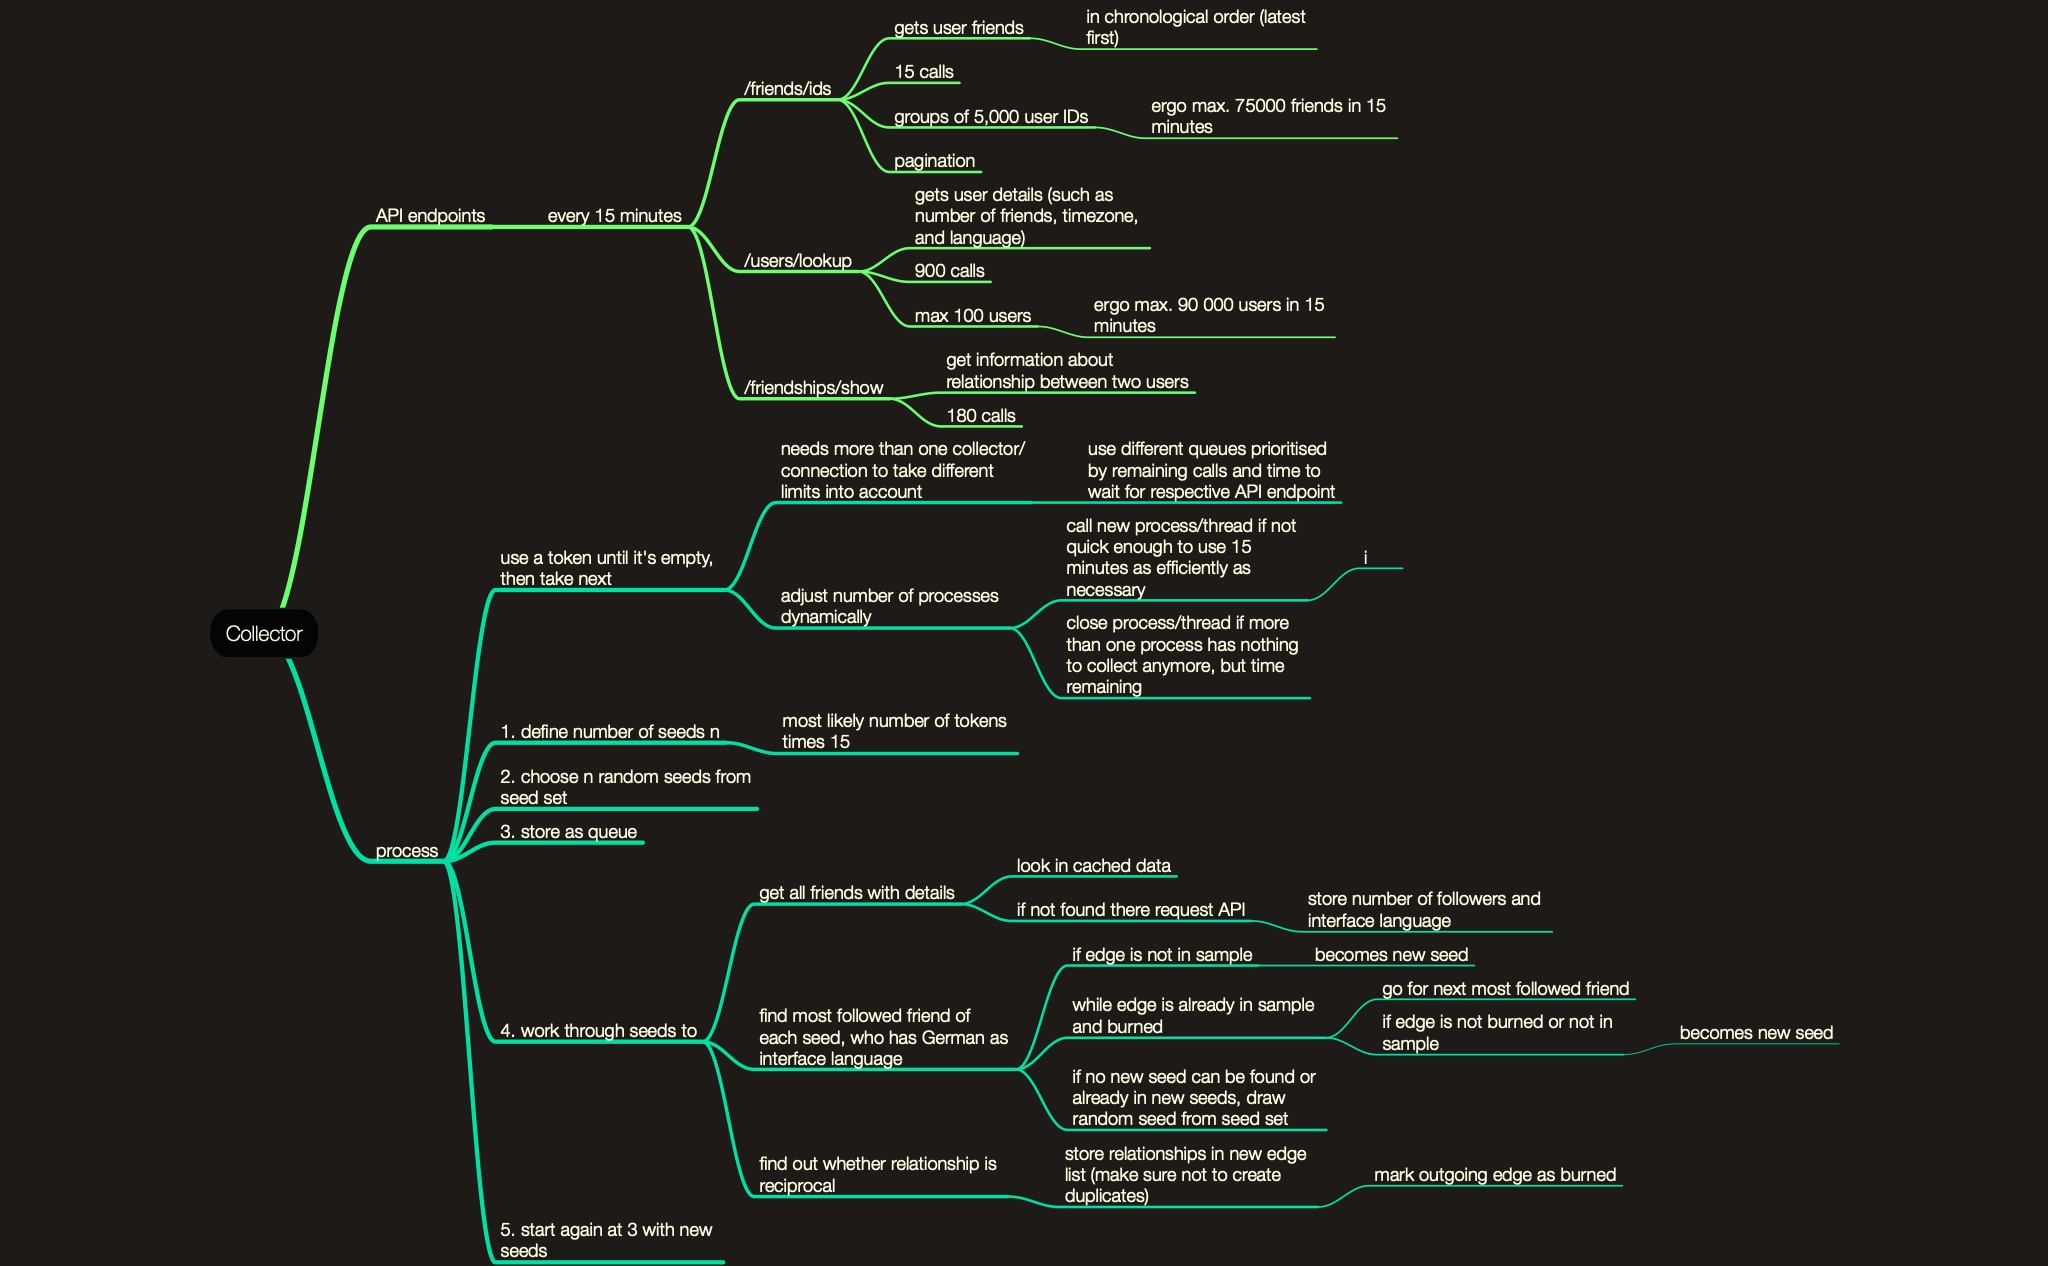 Collector
API endpoints
every 15 minutes
/friends/ids
gets user friends
in chronological order (latest
first)
15 calls
groups of 5,000 user IDs
ergo max. 75000 friends in 15
minutes
pagination
/users/lookup
gets user details (such as
number of friends, timezone,
and language)
900 calls
max 100 users
ergo max. 90 000 users in 15
minutes
/friendships/show
get information about
relationship between two users
180 calls
process
use a token until it's empty,
then take next
needs more than one collector/
connection to take different
limits into account
use different queues prioritised
by remaining calls and time to
wait for respective API endpoint
adjust number of processes
dynamically
call new process/thread if not
quick enough to use 15
minutes as efficiently as
necessary
i
close process/thread if more
than one process has nothing
to collect anymore, but time
remaining
1. define number of seeds n
most likely number of tokens
times 15
2. choose n random seeds from
seed set
3. store as queue
4. work through seeds to
get all friends with details
look in cached data
if not found there request API
store number of followers and
interface language
find most followed friend of
each seed, who has German as
interface language
if edge is not in sample
becomes new seed
while edge is already in sample
and burned
go for next most followed friend
if edge is not burned or not in
sample
becomes new seed
if no new seed can be found or
already in new seeds, draw
random seed from seed set
find out whether relationship is
reciprocal
store relationships in new edge
list (make sure not to create
duplicates)
mark outgoing edge as burned
5. start again at 3 with new
seeds